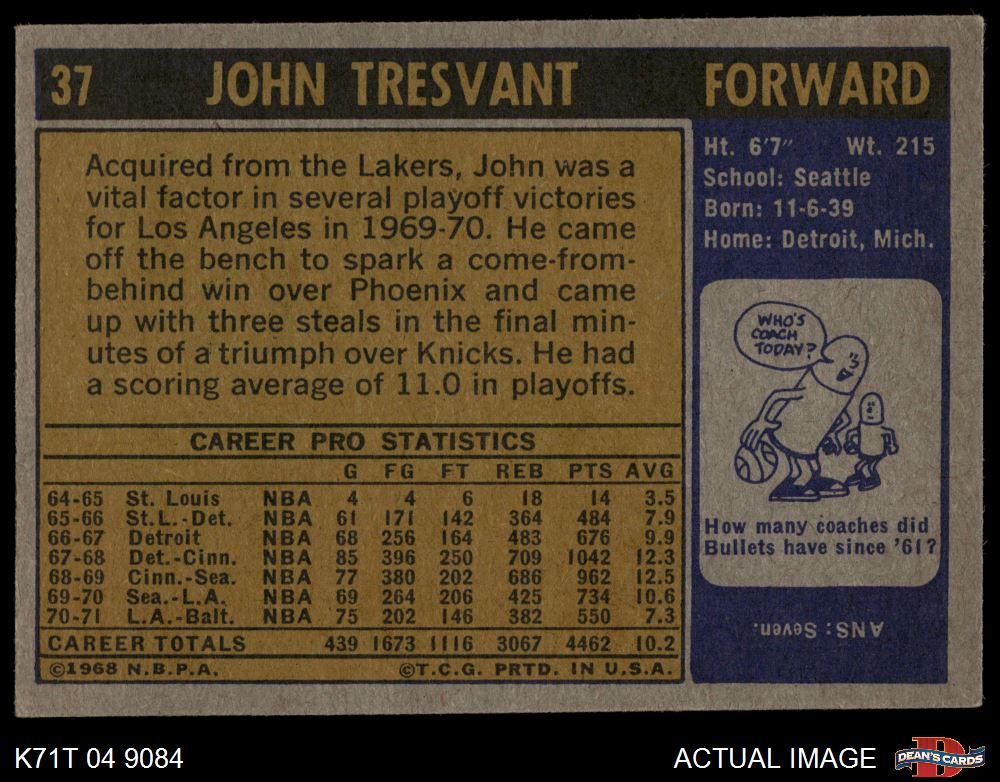 37 JOHN TRESVANT FORWARD
Acquired from the Lakers, John was a
vital factor in several playoff victories
for Los Angeles in 1969-70. He came
off the bench to spark a come-from-
behind win over Phoenix and came
up with three steals in the final min-
utes of a triumph over Knicks. He had
a scoring average of 11.0 in playoffs.
CAREER PRO STATISTICS
G FG FT REB PTS AVG
64-65 St. Louis NBA 4 4 6 18 14 3.5
65-66 St.L.-Det. NBA 61 171 142 364 484 7.9
66-67 Detroit NBA 68 256 164 483 676 9.9
67-68 Det.-Cinn. NBA 85 396 250 709 1042 12.3
68-69 Cinn.-Sea. NBA 77 380 202 686 962 12.5
69-70 Sea.-L.A. NBA 69 264 206 425 734 10.6
70-71 L.A.-Balt. NBA 75 202 146 382 550 7.3
CAREER TOTALS 439 1673 1116 3067 4462 10.2
©1968 N.B.P.A. ©T.C.G. PRTD. IN U.S.A.
Ht. 6'7" Wt. 215
School: Seattle
Born: 11-6-39
Home: Detroit, Mich.
WHO'S
COACH
TODAY?
How many coaches did
Bullets have since '61?
ANS: Seven.
K71T 04 9084
ACTUAL IMAGE
D
DEAN'S CARDS